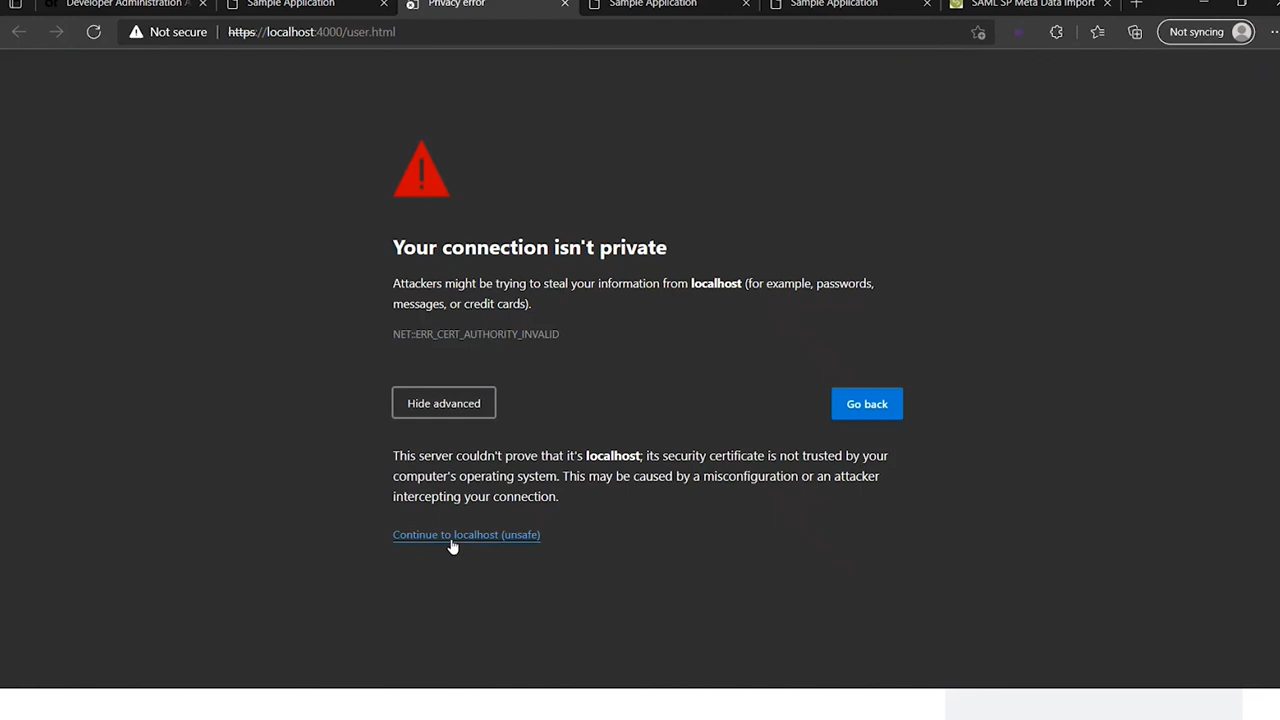 Developer Administration A
Sample Application
Privacy error
Sample Application
Sample Application
SAML SP Meta Data Import
Not secure
https://localhost:4000/user.html
Not syncing
Your connection isn't private
Attackers might be trying to steal your information from localhost (for example, passwords,
messages, or credit cards).
NET::ERR_CERT_AUTHORITY_INVALID
Hide advanced
Go back
This server couldn't prove that it's localhost; its security certificate is not trusted by your
computer's operating system. This may be caused by a misconfiguration or an attacker
intercepting your connection.
Continue to localhost (unsafe)